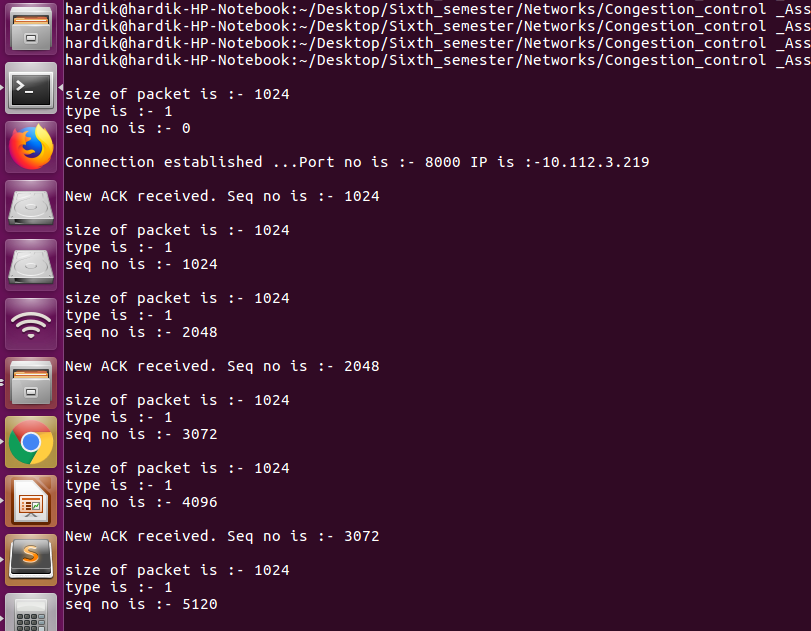 hardik@hardik-HP-Notebook:~/Desktop/Sixth_semester/Networks/Congestion_control _Ass
hardik@hardik-HP-Notebook:~/Desktop/Sixth_semester/Networks/Congestion_control _Ass
hardik@hardik-HP-Notebook:~/Desktop/Sixth_semester/Networks/Congestion_control _Ass
hardik@hardik-HP-Notebook:~/Desktop/Sixth_semester/Networks/Congestion_control _Ass
size of packet is :- 1024
type is :- 1
seq no is :- 0
Connection established ...Port no is :- 8000 IP is :-10.112.3.219
New ACK received. Seq no is :- 1024
size of packet is :- 1024
type is :- 1
seq no is :- 1024
size of packet is :- 1024
type is :- 1
seq no is :- 2048
New ACK received. Seq no is :- 2048
size of packet is :- 1024
type is :- 1
seq no is :- 3072
size of packet is :- 1024
type is :- 1
seq no is :- 4096
New ACK received. Seq no is :- 3072
size of packet is :- 1024
type is :- 1
seq no is :- 5120